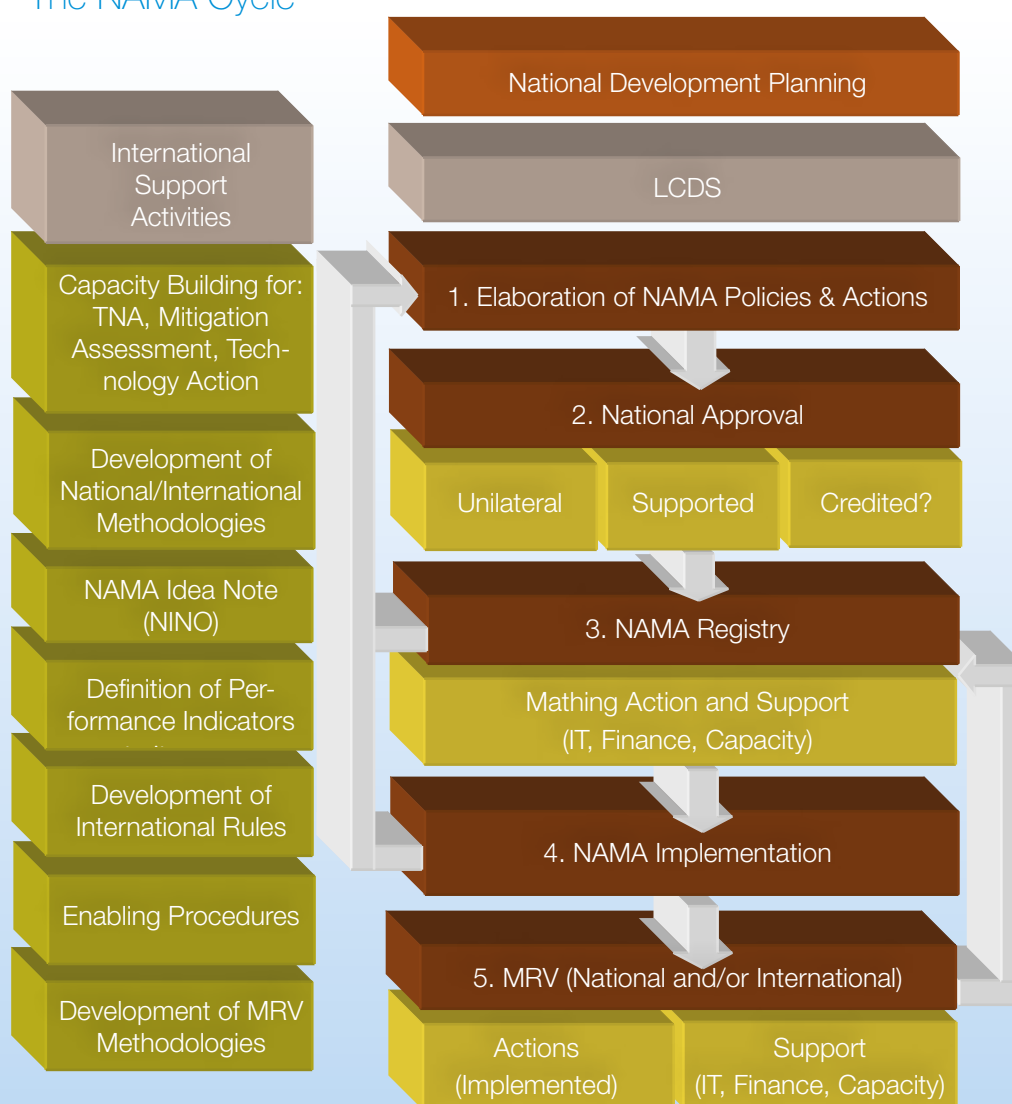 The NAMA Cycle
National Development Planning
LCDS
1. Elaboration of NAMA Policies & Actions
2. National Approval
Unilateral
Supported
Credited?
3. NAMA Registry
Mathing Action and Support
(IT, Finance, Capacity)
4. NAMA Implementation
5. MRV (National and/or International)
Actions
(Implemented)
Support
(IT, Finance, Capacity)
International
Support
Activities
Capacity Building for:
TNA, Mitigation
Assessment, Tech-
nology Action
Development of
National/International
Methodologies
NAMA Idea Note
(NINO)
Definition of Per-
formance Indicators
Development of
International Rules
Enabling Procedures
Development of MRV
Methodologies